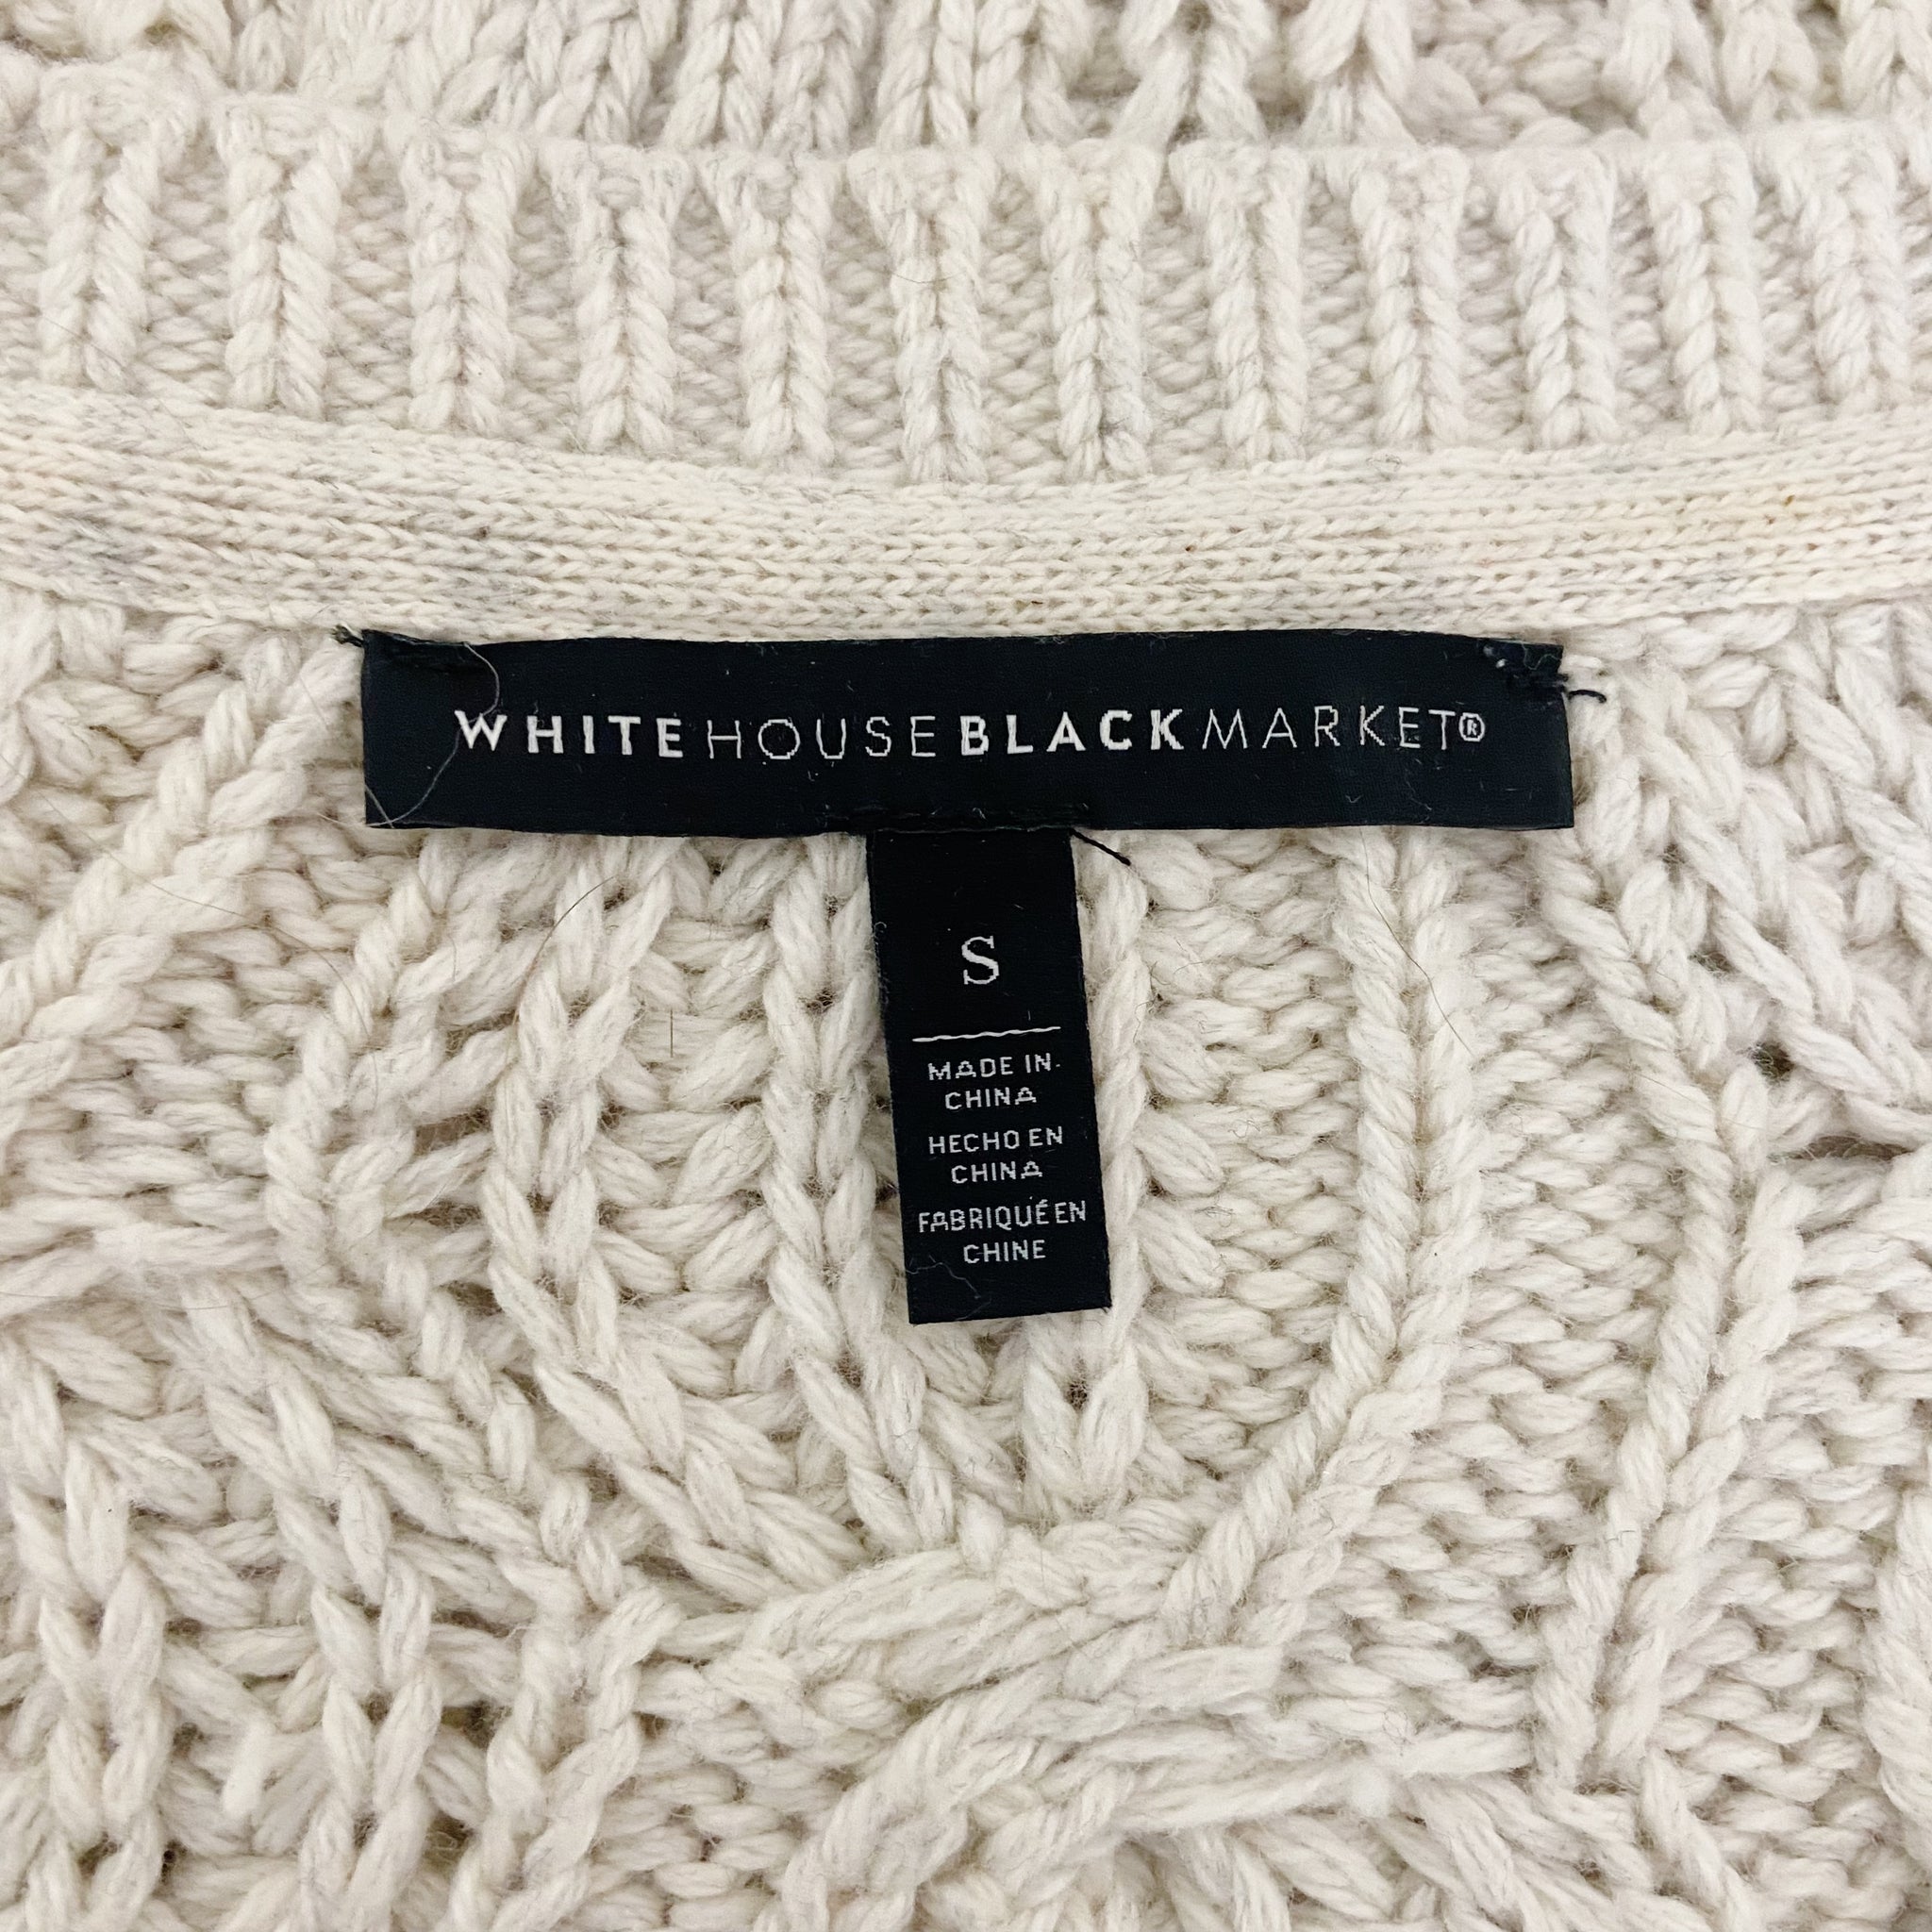 WHITEHOUSEBLACKMARKET®
S
MADE IN
CHINA
HECHO EN
CHINA
FABRIQUÉ EN
CHINE